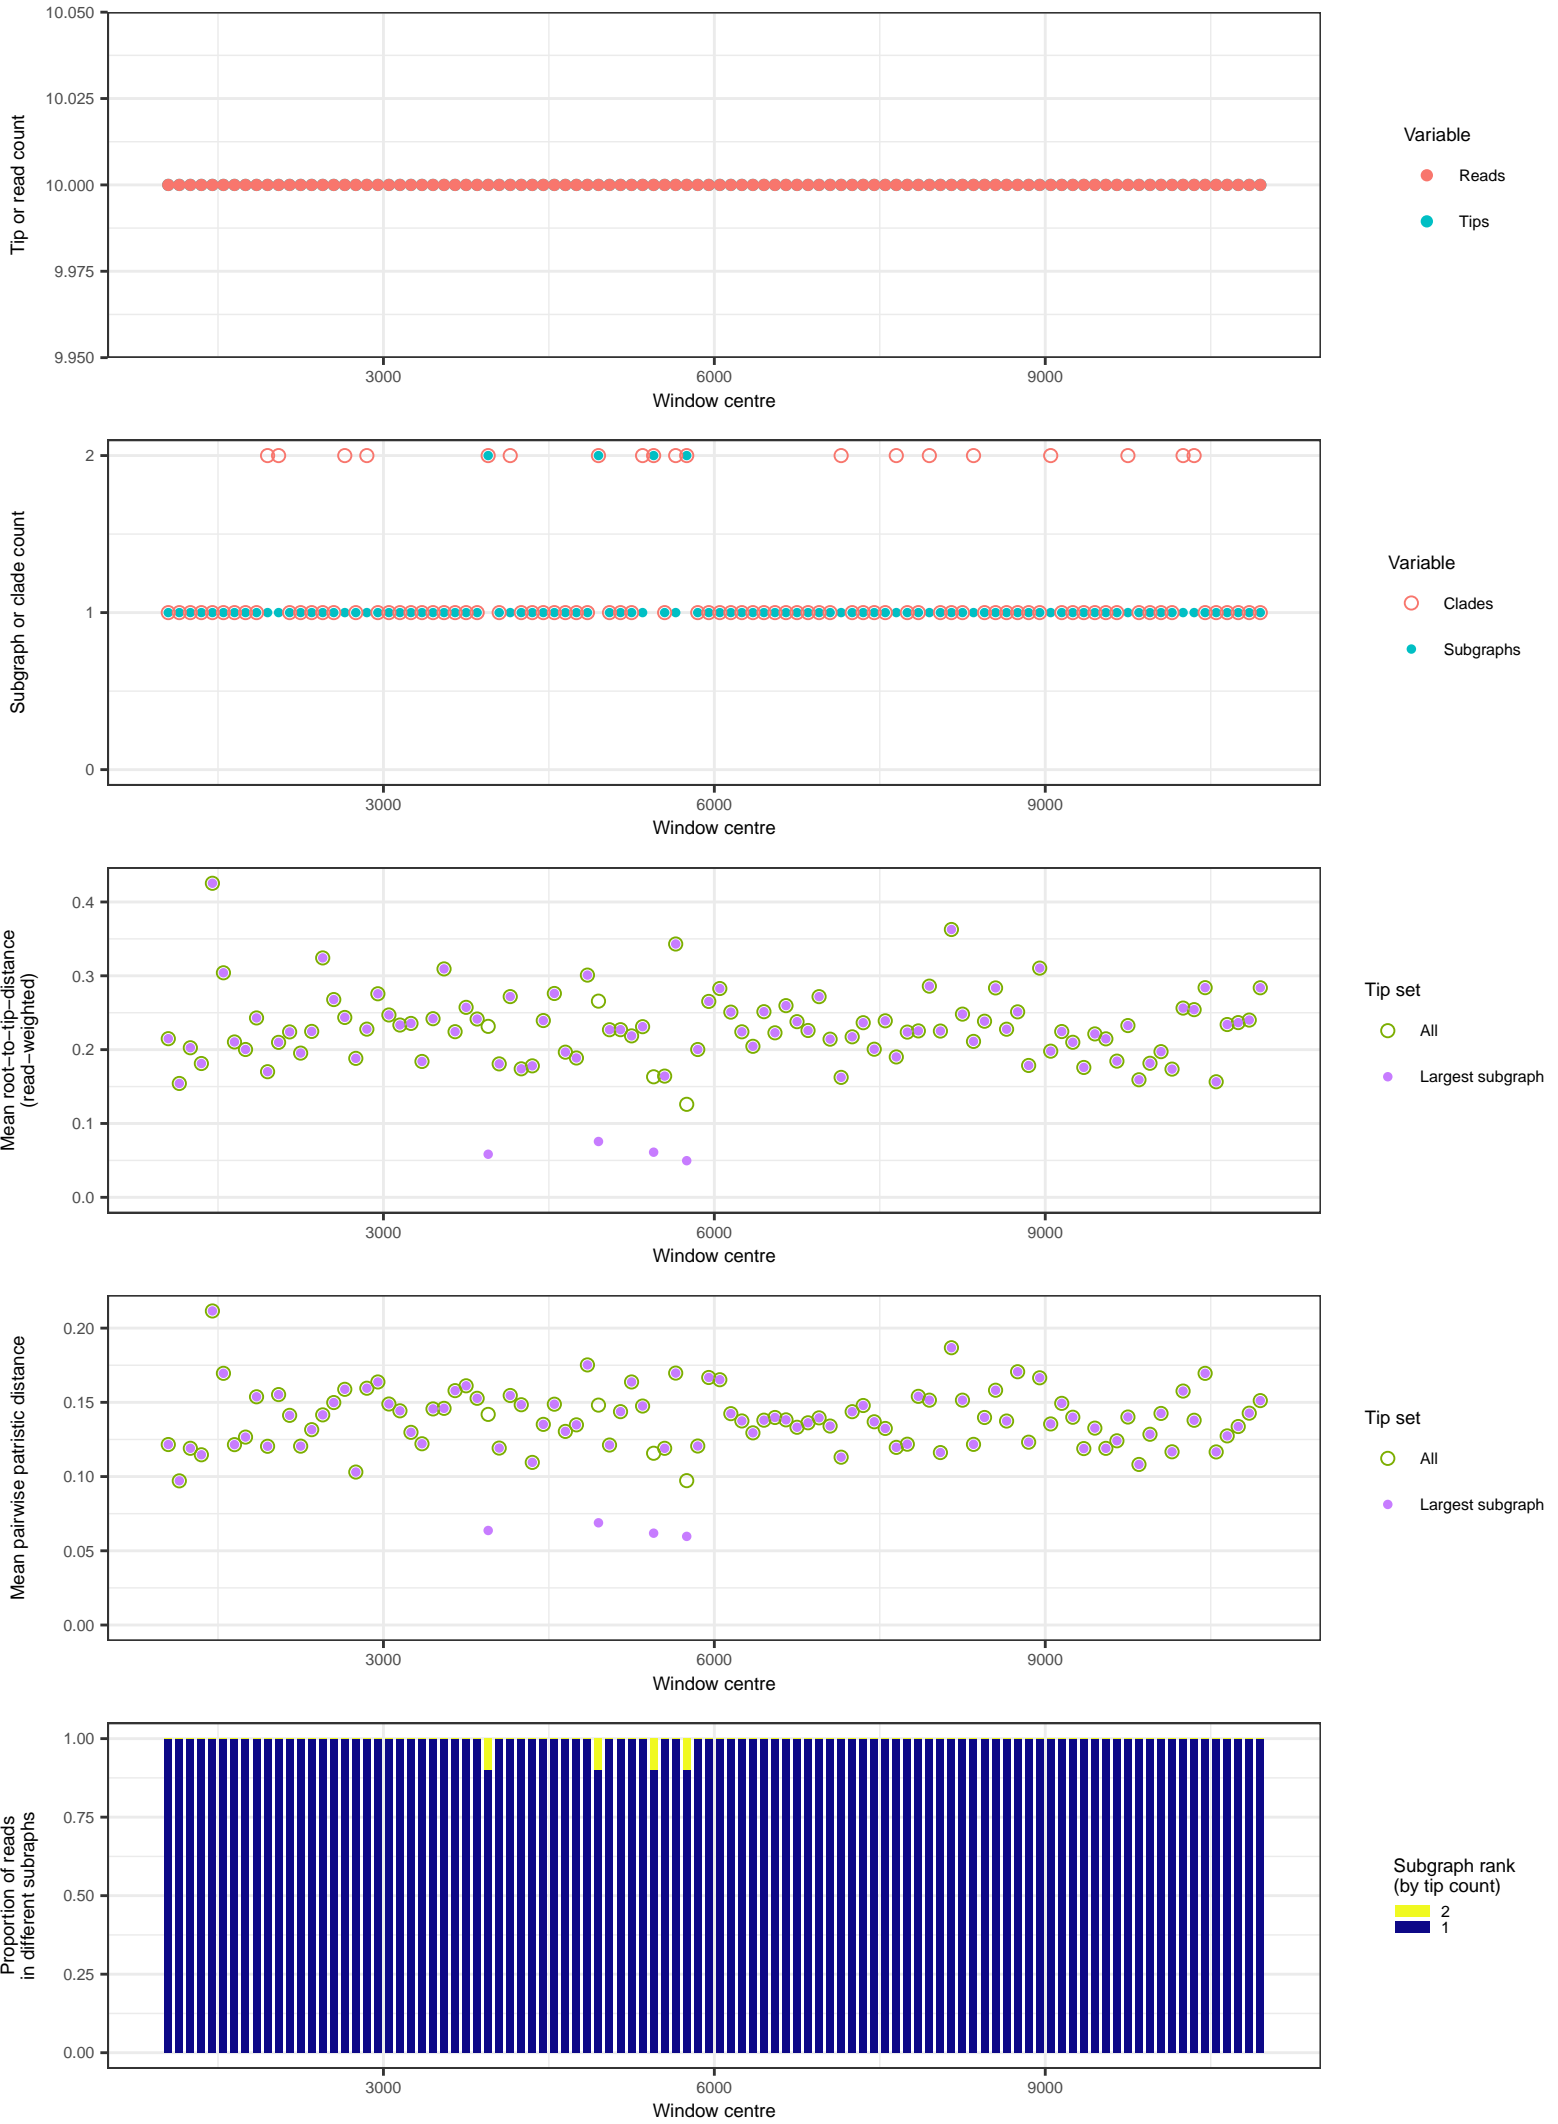 10.050
10.025
10.000
9.975
9.950
Tip or read count
3000
6000
9000
Window centre
Variable
Reads
Tips
2
1
0
Subgraph or clade count
3000
6000
9000
Window centre
Variable
Clades
Subgraphs
0.4
0.3
0.2
0.1
0.0
Mean root−to−tip−distance
(read−weighted)
3000
6000
9000
Window centre
Tip set
All
Largest subgraph
0.20
0.15
0.10
0.05
0.00
Mean pairwise patristic distance
3000
6000
9000
Window centre
Tip set
All
Largest subgraph
1.00
0.75
0.50
0.25
0.00
Proportion of reads
in different subraphs
3000
6000
9000
Window centre
Subgraph rank
(by tip count)
2
1